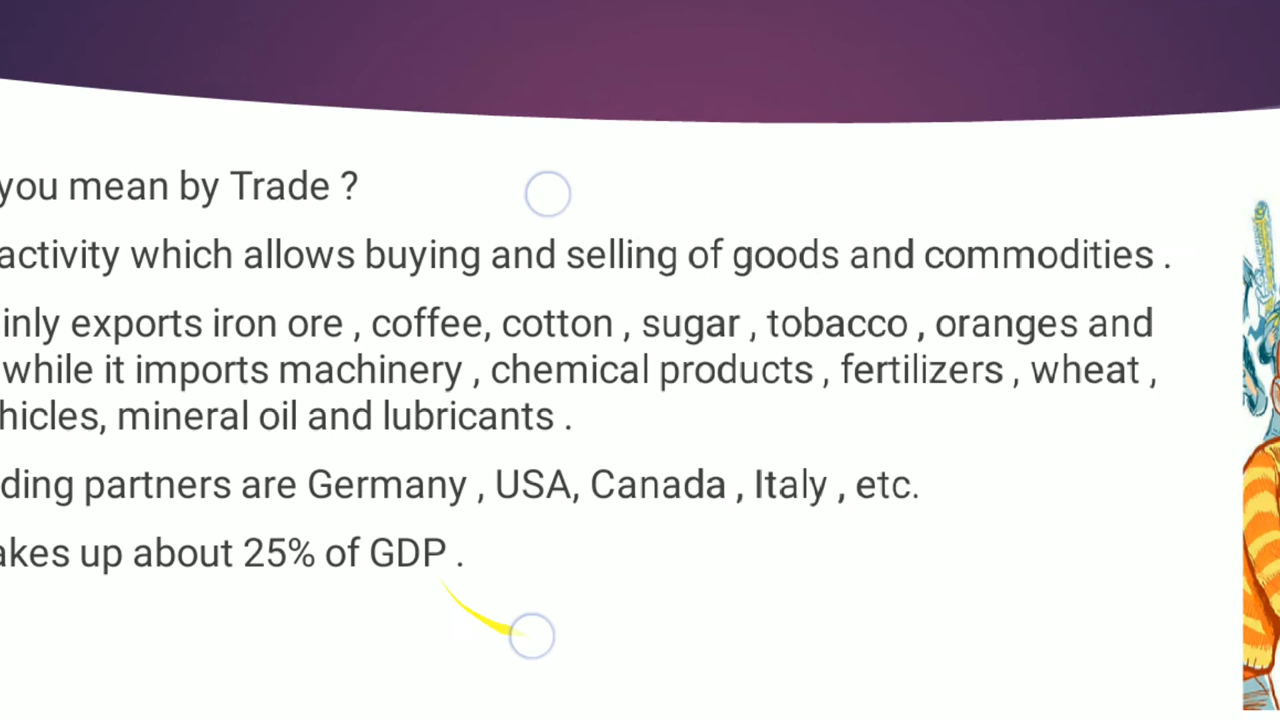 you mean by Trade ?
activity which allows buying and selling of goods and commodities .
inly exports iron ore , coffee, cotton , sugar , tobacco , oranges and
while it imports machinery , chemical products , fertilizers , wheat ,
hicles, mineral oil and lubricants .
ding partners are Germany , USA, Canada , Italy , etc.
akes up about 25% of GDP .